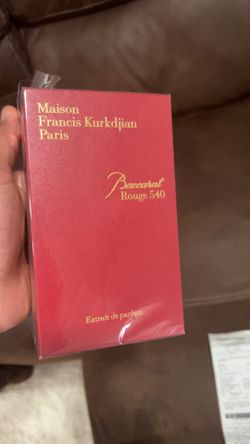 Maison
Francis Kurkdjian
Paris
Baccarat
Rouge 540
Extrait de parfum